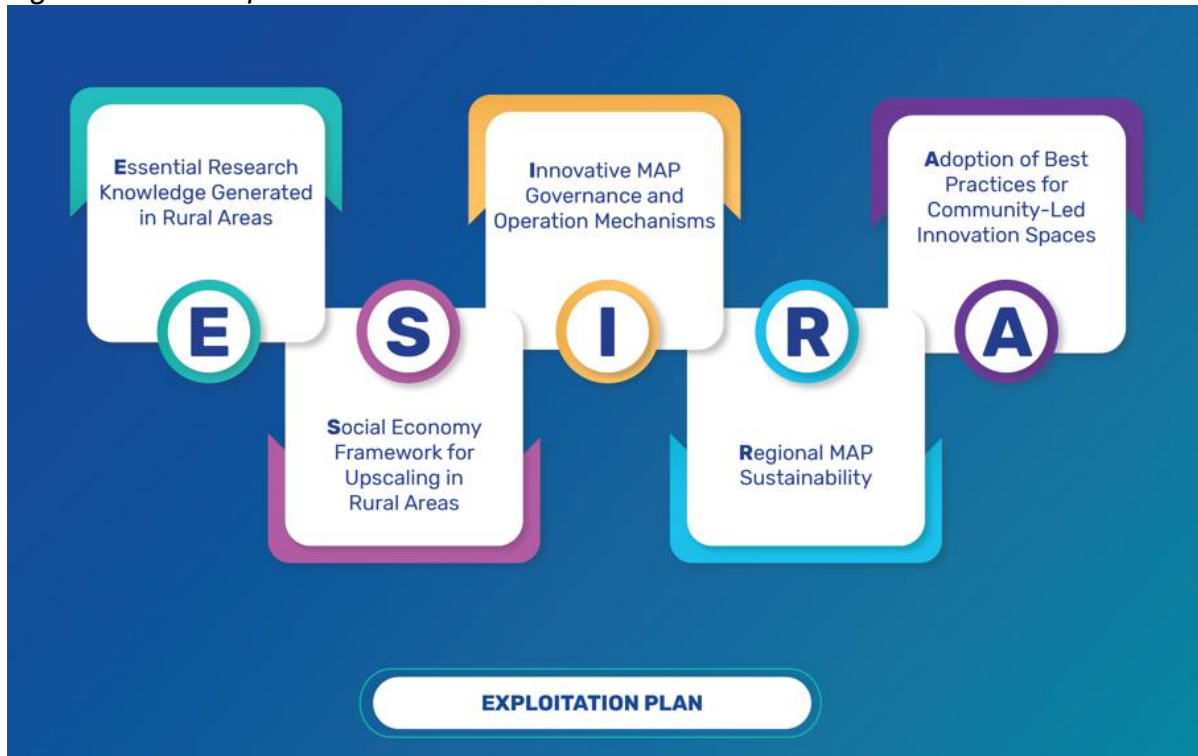 Essential Research
Knowledge Generated
in Rural Areas
E
Social Economy
Framework for
Upscaling in
Rural Areas
S
Innovative MAP
Governance and
Operation Mechanisms
I
Regional MAP
Sustainability
R
Adoption of Best
Practices for
Community-Led
Innovation Spaces
A
EXPLOITATION PLAN